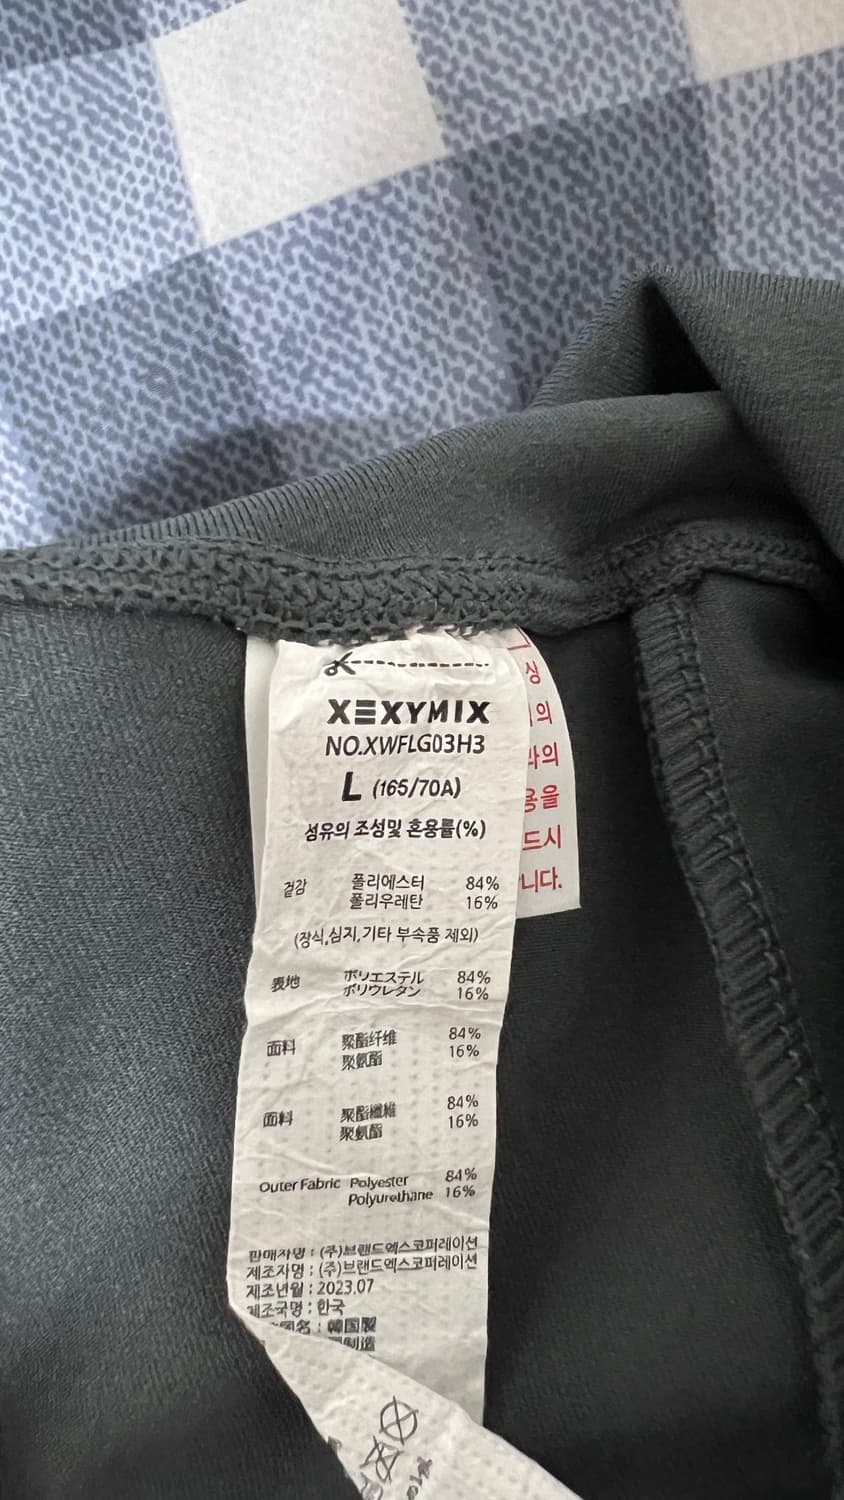 XEXYMIX
NO.XWFLG03H3
L (165/70A)
섬유의 조성및 혼용률(%)
겉감 폴리에스터 84%
폴리우레탄 16%
(장식,심지,기타 부속품 제외)
表地 ポリエステル 84%
ポリウレタン 16%
面料 聚酯纤维 84%
聚氨酯 16%
面料 聚酯纖維 84%
聚氨酯 16%
Outer Fabric Polyester 84%
Polyurethane 16%
판매자명 : (주)브랜드엑스코퍼레이션
제조자명 : (주)브랜드엑스코퍼레이션
제조년월 : 2023.07
제조국명 : 한국
国名 : 韓国製
制造
상
의
의
용을
드시
니다.